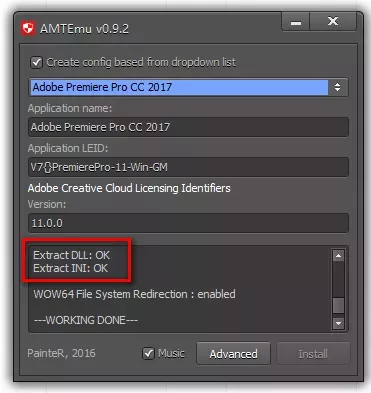 AMTEmu v0.9.2
Create config based from dropdown list
Adobe Premiere Pro CC 2017
Application name:
Adobe Premiere Pro CC 2017
Application LEID:
V7{}PremierePro-11-Win-GM
Adobe Creative Cloud Licensing Identifiers
Version:
11.0.0
Extract DLL: OK
Extract INI: OK
WOW64 File System Redirection : enabled
---WORKING DONE---
PainteR, 2016 Music Advanced Install